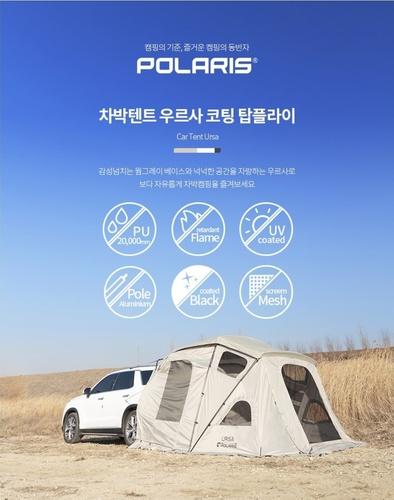 캠핑의 기준, 즐거운 캠핑의 동반자
POLARIS®
차박텐트 우르사 코팅 탑플라이
Car Tent Ursa
감성넘치는 웜그레이 베이스와 넉넉한 공간을 자랑하는 우르사로
보다 자유롭게 차박캠핑을 즐겨보세요
PU
20,000mm
retardant
Flame
UV
coated
Pole
Aluminium
coated
Black
screem
Mesh
URSA
POLARIS